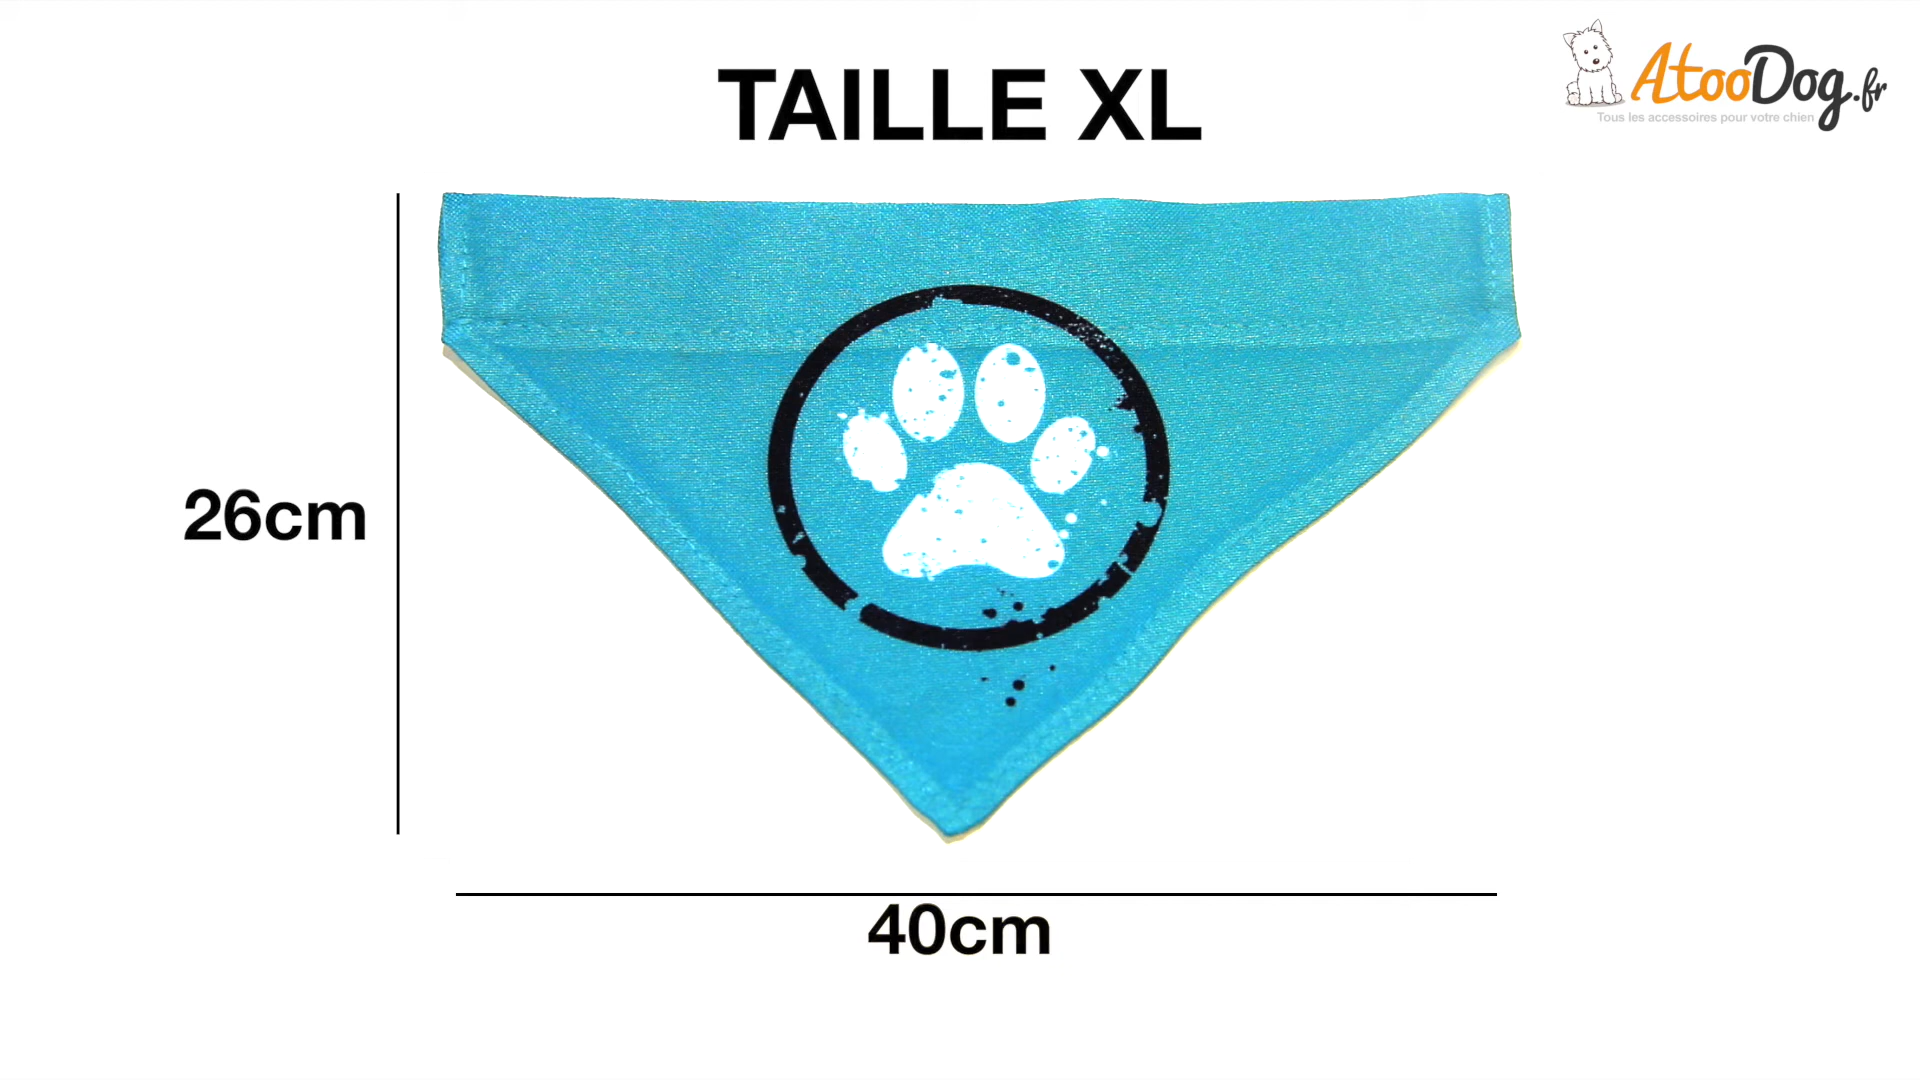 TAILLE XL
AtooDog.fr
Tous les accessoires pour votre chien
26cm
40cm